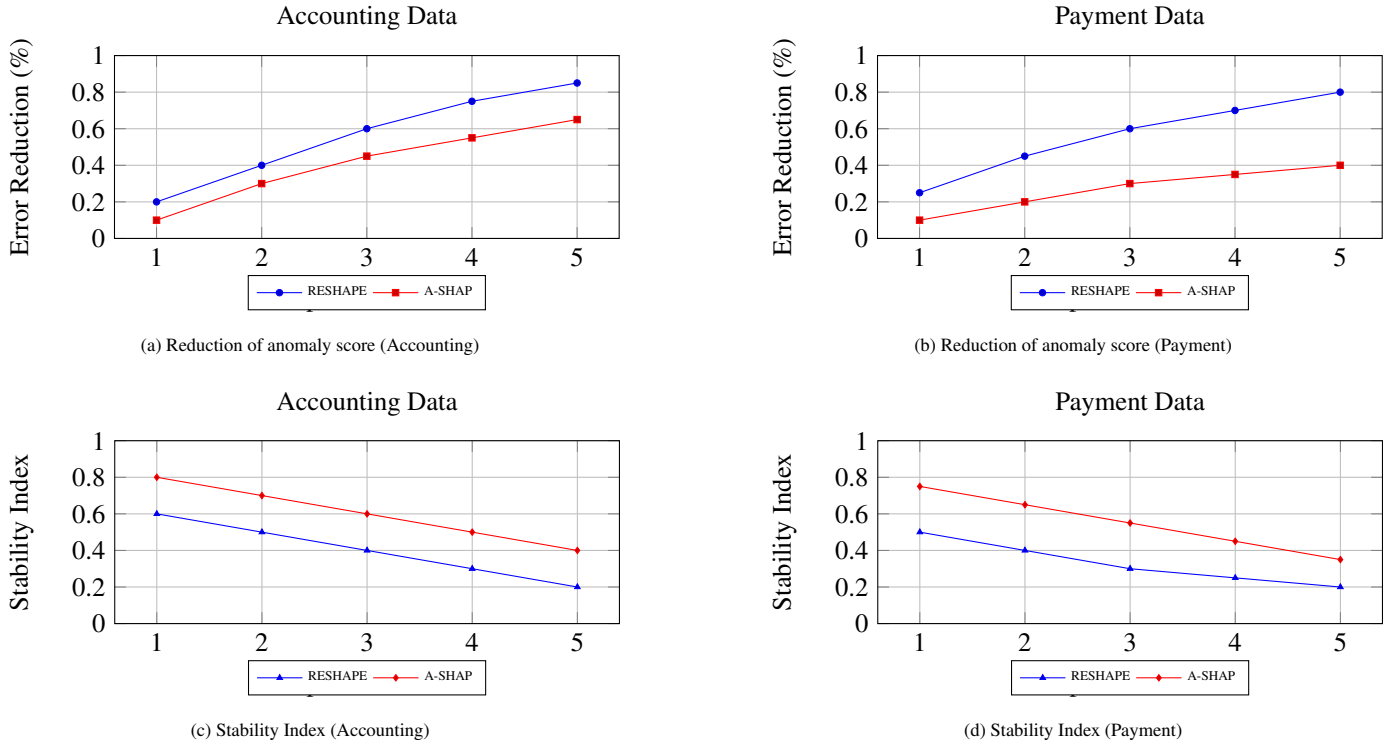 Accounting Data
Error Reduction (%)
1
0.8
0.6
0.4
0.2
0
1 2 3 4 5
RESHAPE A-SHAP
(a) Reduction of anomaly score (Accounting)
Payment Data
Error Reduction (%)
1
0.8
0.6
0.4
0.2
0
1 2 3 4 5
RESHAPE A-SHAP
(b) Reduction of anomaly score (Payment)
Accounting Data
Stability Index
1
0.8
0.6
0.4
0.2
0
1 2 3 4 5
RESHAPE A-SHAP
(c) Stability Index (Accounting)
Payment Data
Stability Index
1
0.8
0.6
0.4
0.2
0
1 2 3 4 5
RESHAPE A-SHAP
(d) Stability Index (Payment)